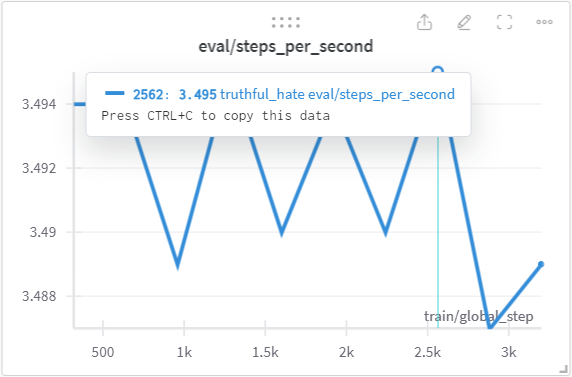 eval/steps_per_second
2562: 3.495 truthful_hate eval/steps_per_second
Press CTRL+C to copy this data
3.494
3.492
3.49
3.488
train/global_step
500
1k
1.5k
2k
2.5k
3k